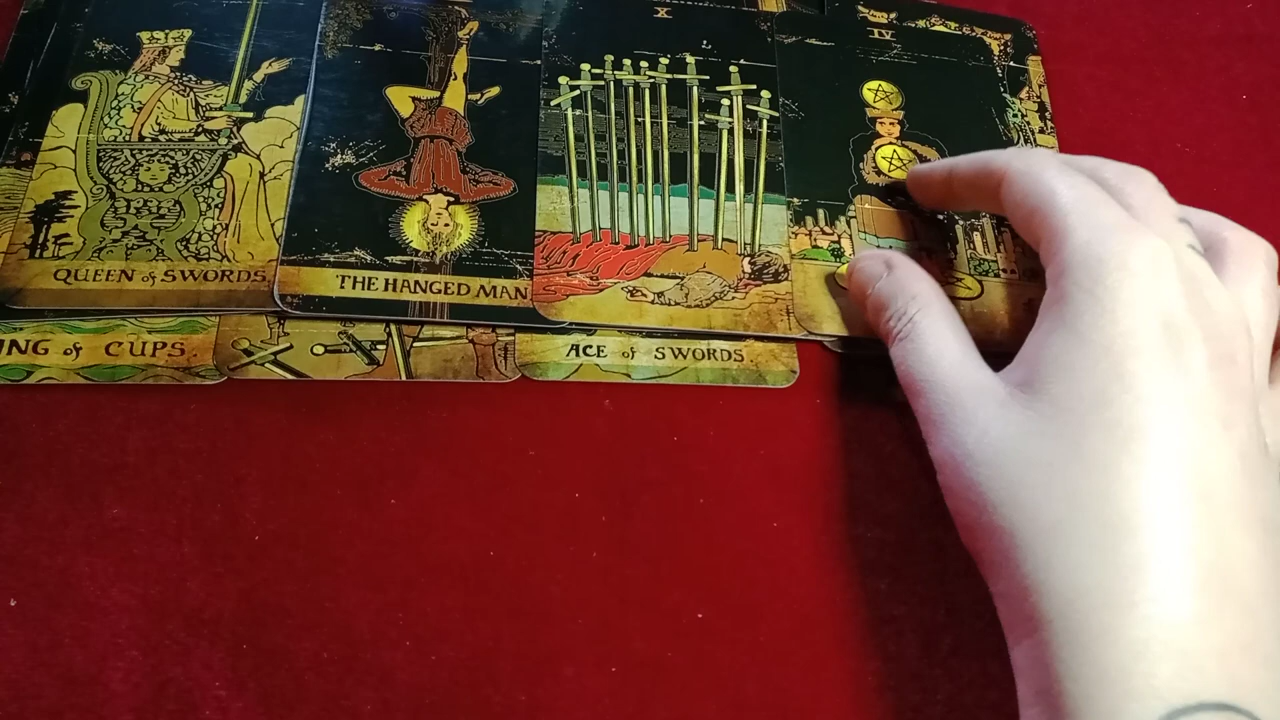 X
IV
QUEEN of SWORDS
THE HANGED MAN
ING of CUPS.
ACE of SWORDS.